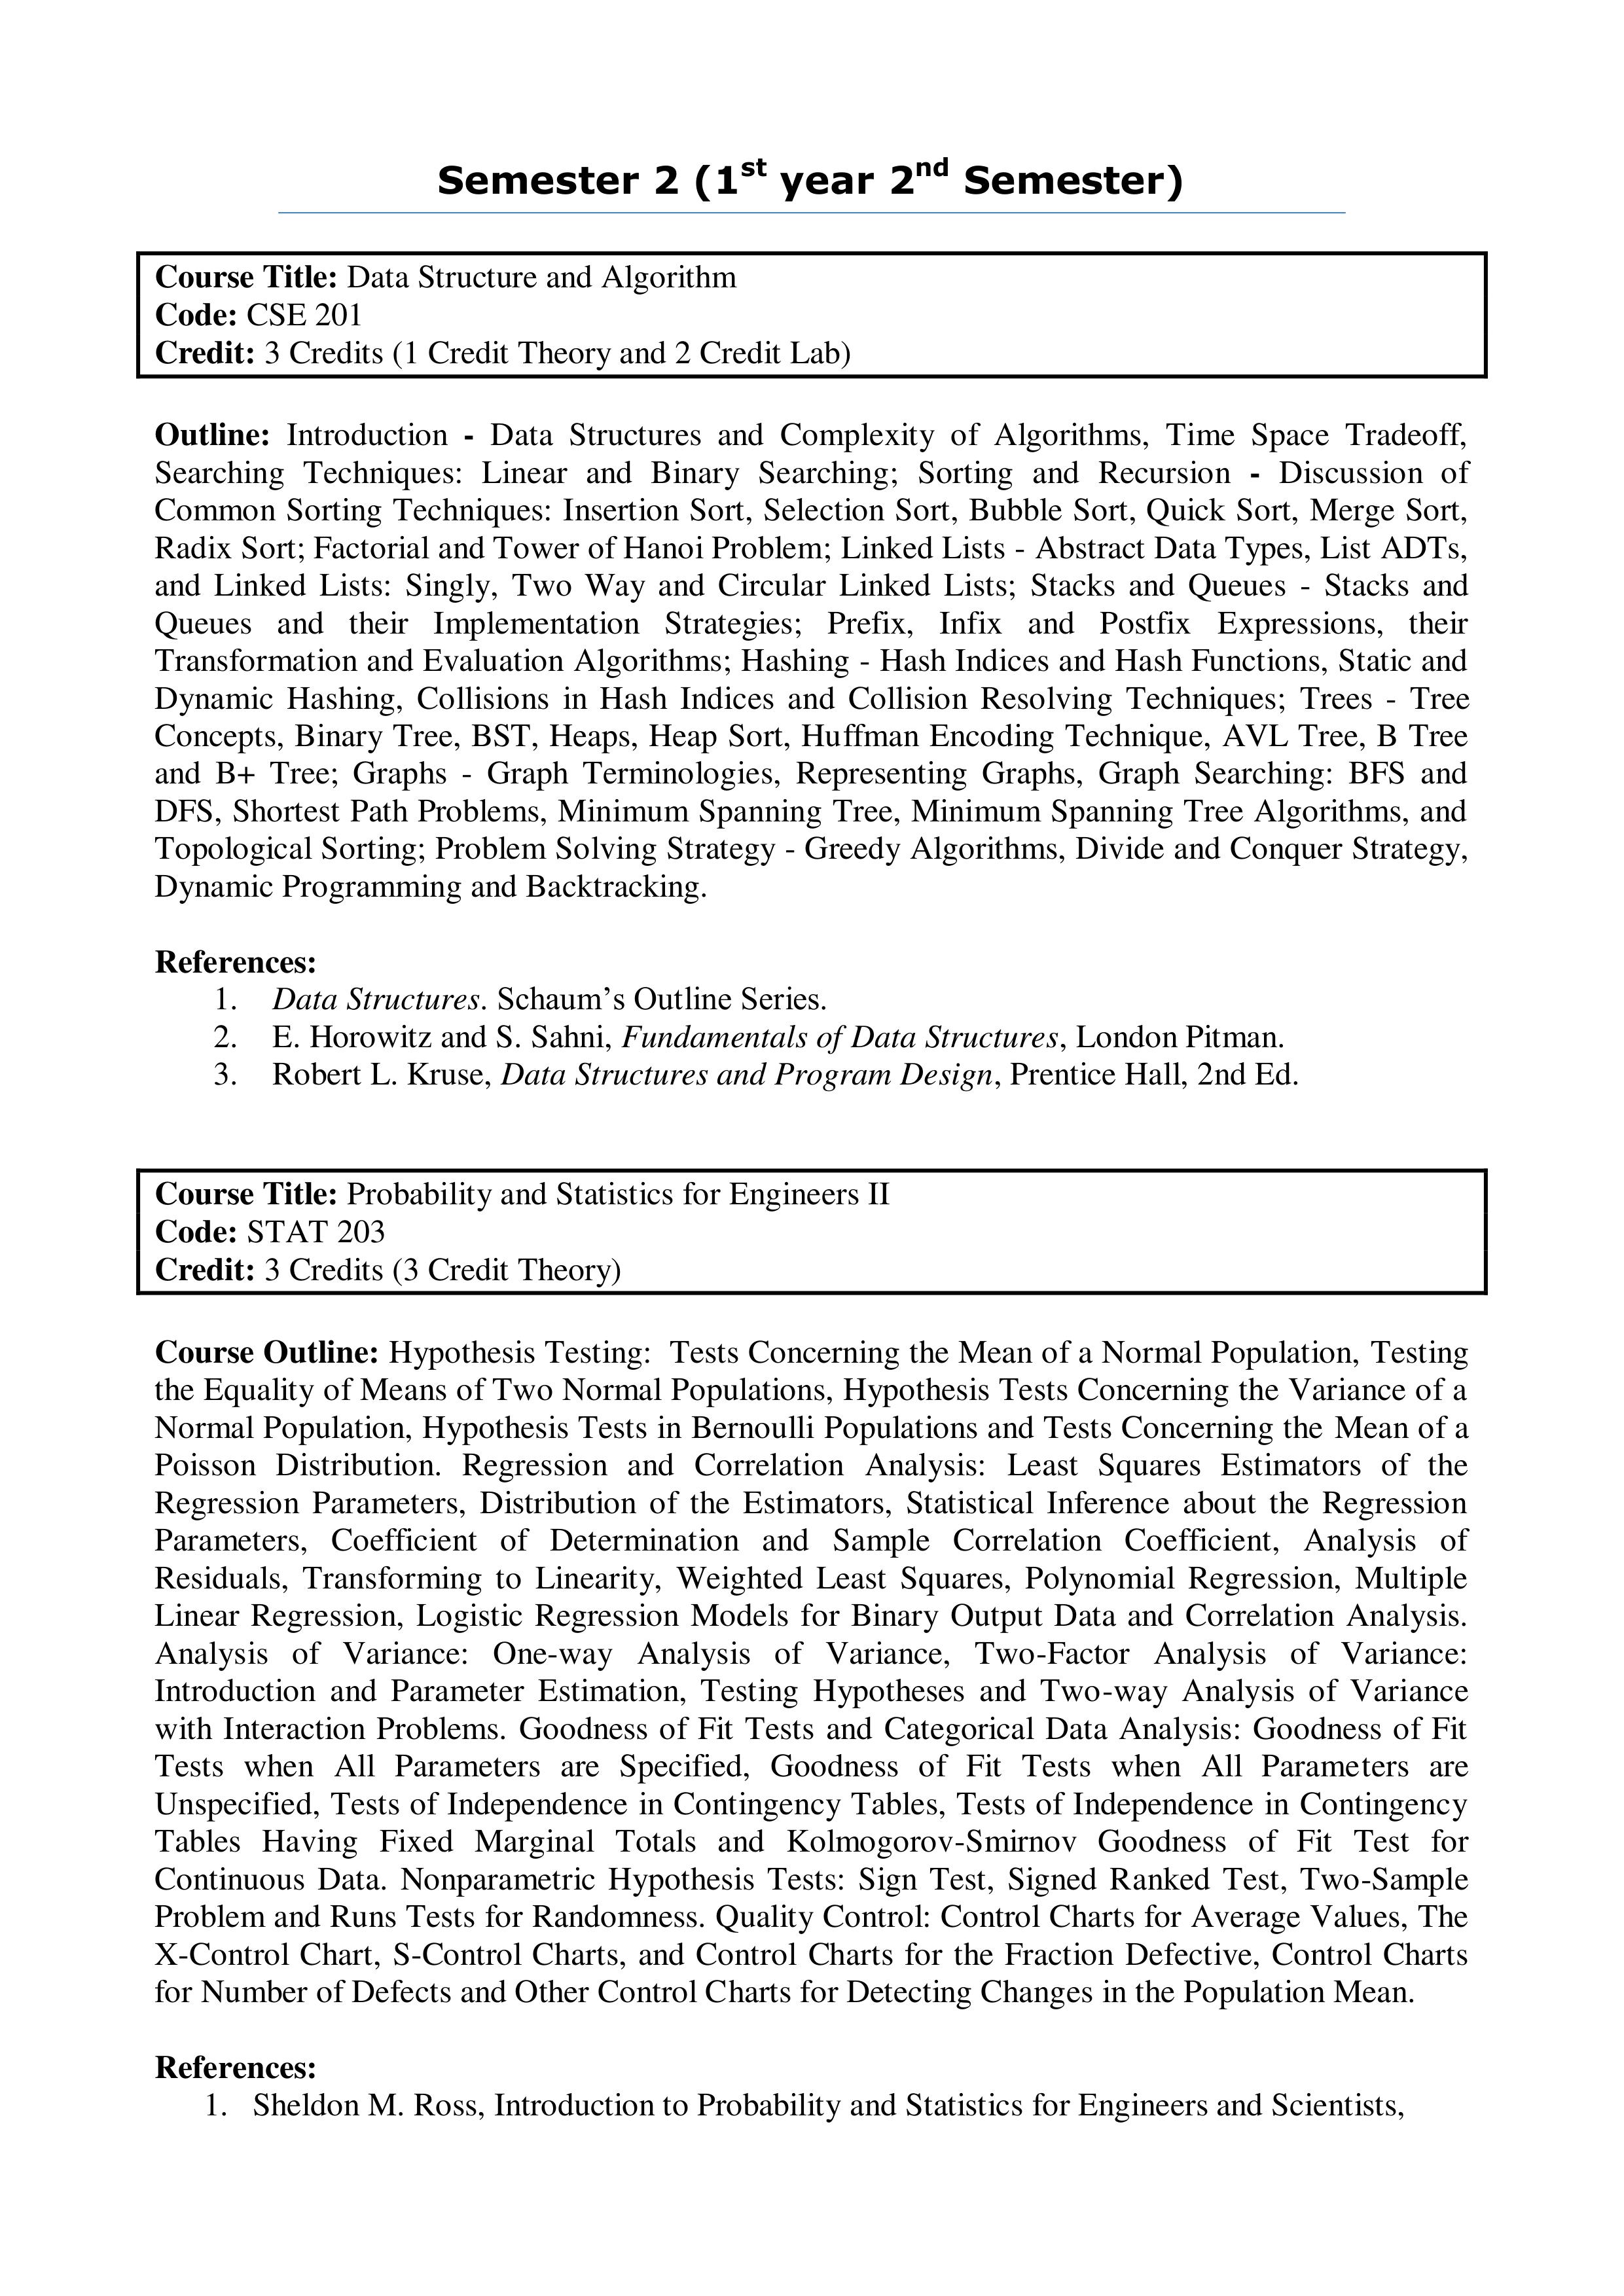 Semester 2 (1st year 2nd Semester)
Course Title: Data Structure and Algorithm
Code: CSE 201
Credit: 3 Credits (1 Credit Theory and 2 Credit Lab)
Outline: Introduction - Data Structures and Complexity of Algorithms, Time Space Tradeoff,
Searching Techniques: Linear and Binary Searching; Sorting and Recursion - Discussion of
Common Sorting Techniques: Insertion Sort, Selection Sort, Bubble Sort, Quick Sort, Merge Sort,
Radix Sort; Factorial and Tower of Hanoi Problem; Linked Lists - Abstract Data Types, List ADTs,
and Linked Lists: Singly, Two Way and Circular Linked Lists; Stacks and Queues - Stacks and
Queues and their Implementation Strategies; Prefix, Infix and Postfix Expressions, their
Transformation and Evaluation Algorithms; Hashing - Hash Indices and Hash Functions, Static and
Dynamic Hashing, Collisions in Hash Indices and Collision Resolving Techniques; Trees - Tree
Concepts, Binary Tree, BST, Heaps, Heap Sort, Huffman Encoding Technique, AVL Tree, B Tree
and B+ Tree; Graphs - Graph Terminologies, Representing Graphs, Graph Searching: BFS and
DFS, Shortest Path Problems, Minimum Spanning Tree, Minimum Spanning Tree Algorithms, and
Topological Sorting; Problem Solving Strategy - Greedy Algorithms, Divide and Conquer Strategy,
Dynamic Programming and Backtracking.
References:
1. Data Structures. Schaum’s Outline Series.
2. E. Horowitz and S. Sahni, Fundamentals of Data Structures, London Pitman.
3. Robert L. Kruse, Data Structures and Program Design, Prentice Hall, 2nd Ed.
Course Title: Probability and Statistics for Engineers II
Code: STAT 203
Credit: 3 Credits (3 Credit Theory)
Course Outline: Hypothesis Testing: Tests Concerning the Mean of a Normal Population, Testing
the Equality of Means of Two Normal Populations, Hypothesis Tests Concerning the Variance of a
Normal Population, Hypothesis Tests in Bernoulli Populations and Tests Concerning the Mean of a
Poisson Distribution. Regression and Correlation Analysis: Least Squares Estimators of the
Regression Parameters, Distribution of the Estimators, Statistical Inference about the Regression
Parameters, Coefficient of Determination and Sample Correlation Coefficient, Analysis of
Residuals, Transforming to Linearity, Weighted Least Squares, Polynomial Regression, Multiple
Linear Regression, Logistic Regression Models for Binary Output Data and Correlation Analysis.
Analysis of Variance: One-way Analysis of Variance, Two-Factor Analysis of Variance:
Introduction and Parameter Estimation, Testing Hypotheses and Two-way Analysis of Variance
with Interaction Problems. Goodness of Fit Tests and Categorical Data Analysis: Goodness of Fit
Tests when All Parameters are Specified, Goodness of Fit Tests when All Parameters are
Unspecified, Tests of Independence in Contingency Tables, Tests of Independence in Contingency
Tables Having Fixed Marginal Totals and Kolmogorov-Smirnov Goodness of Fit Test for
Continuous Data. Nonparametric Hypothesis Tests: Sign Test, Signed Ranked Test, Two-Sample
Problem and Runs Tests for Randomness. Quality Control: Control Charts for Average Values, The
X-Control Chart, S-Control Charts, and Control Charts for the Fraction Defective, Control Charts
for Number of Defects and Other Control Charts for Detecting Changes in the Population Mean.
References:
1. Sheldon M. Ross, Introduction to Probability and Statistics for Engineers and Scientists,